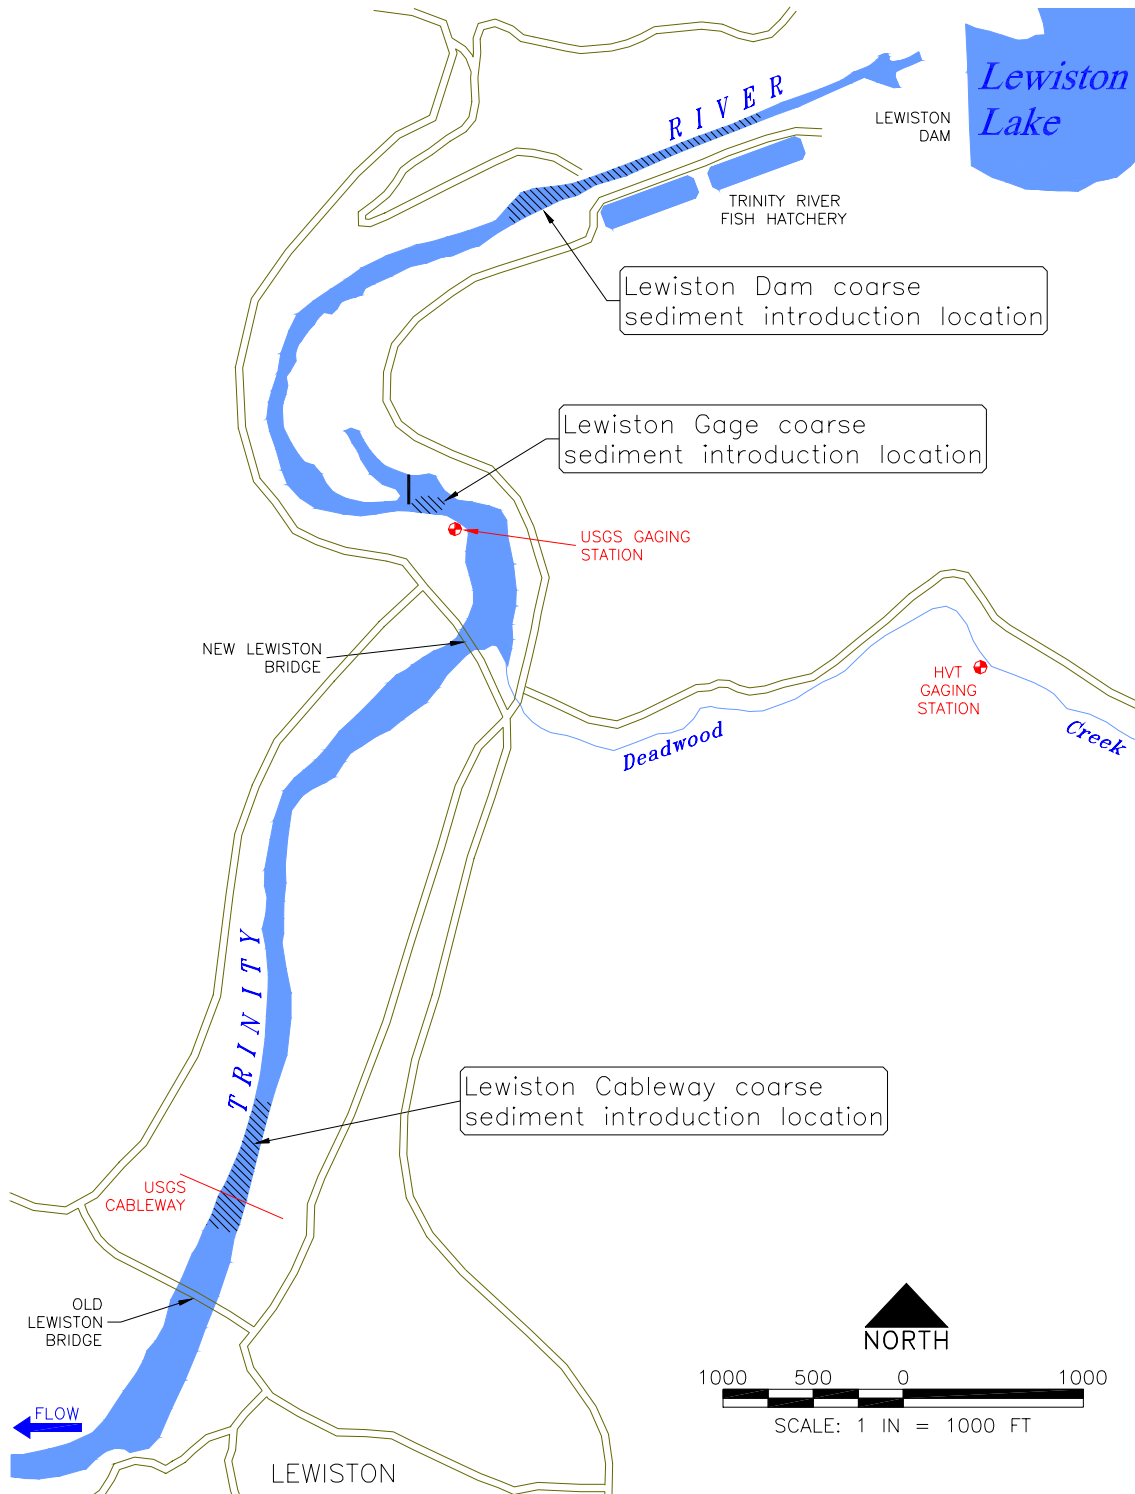 Lewiston
Lake
RIVER
LEWISTON
DAM
TRINITY RIVER
FISH HATCHERY
Lewiston Dam coarse
sediment introduction location
Lewiston Gage coarse
sediment introduction location
USGS GAGING
STATION
NEW LEWISTON
BRIDGE
HVT
GAGING
STATION
Deadwood
Creek
TRINITY
Lewiston Cableway coarse
sediment introduction location
USGS
CABLEWAY
OLD
LEWISTON
BRIDGE
NORTH
1000 500 0 1000
SCALE: 1 IN = 1000 FT
FLOW
LEWISTON